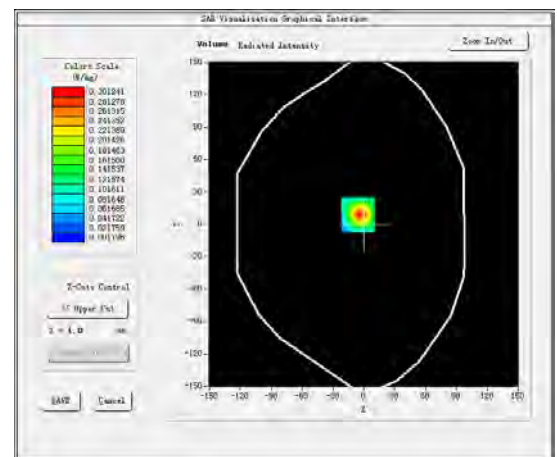 SAR Visualisation Graphical Interface
Volume Radiated Intensity
Zoom In/Out
Colors Scale
(W/kg)
0.301241
0.281278
0.261315
0.241352
0.221389
0.201426
0.181463
0.161500
0.141537
0.121574
0.101611
0.081648
0.061685
0.041722
0.021759
0.001796
150
120
90
60
30
0
-30
-60
-90
-120
-150
-150 -120 -90 -60 -30 0 30 60 90 120 150
X
Z-Cuts Control
Upper Cut
Z = 4.0 mm
SAVE
Cancel